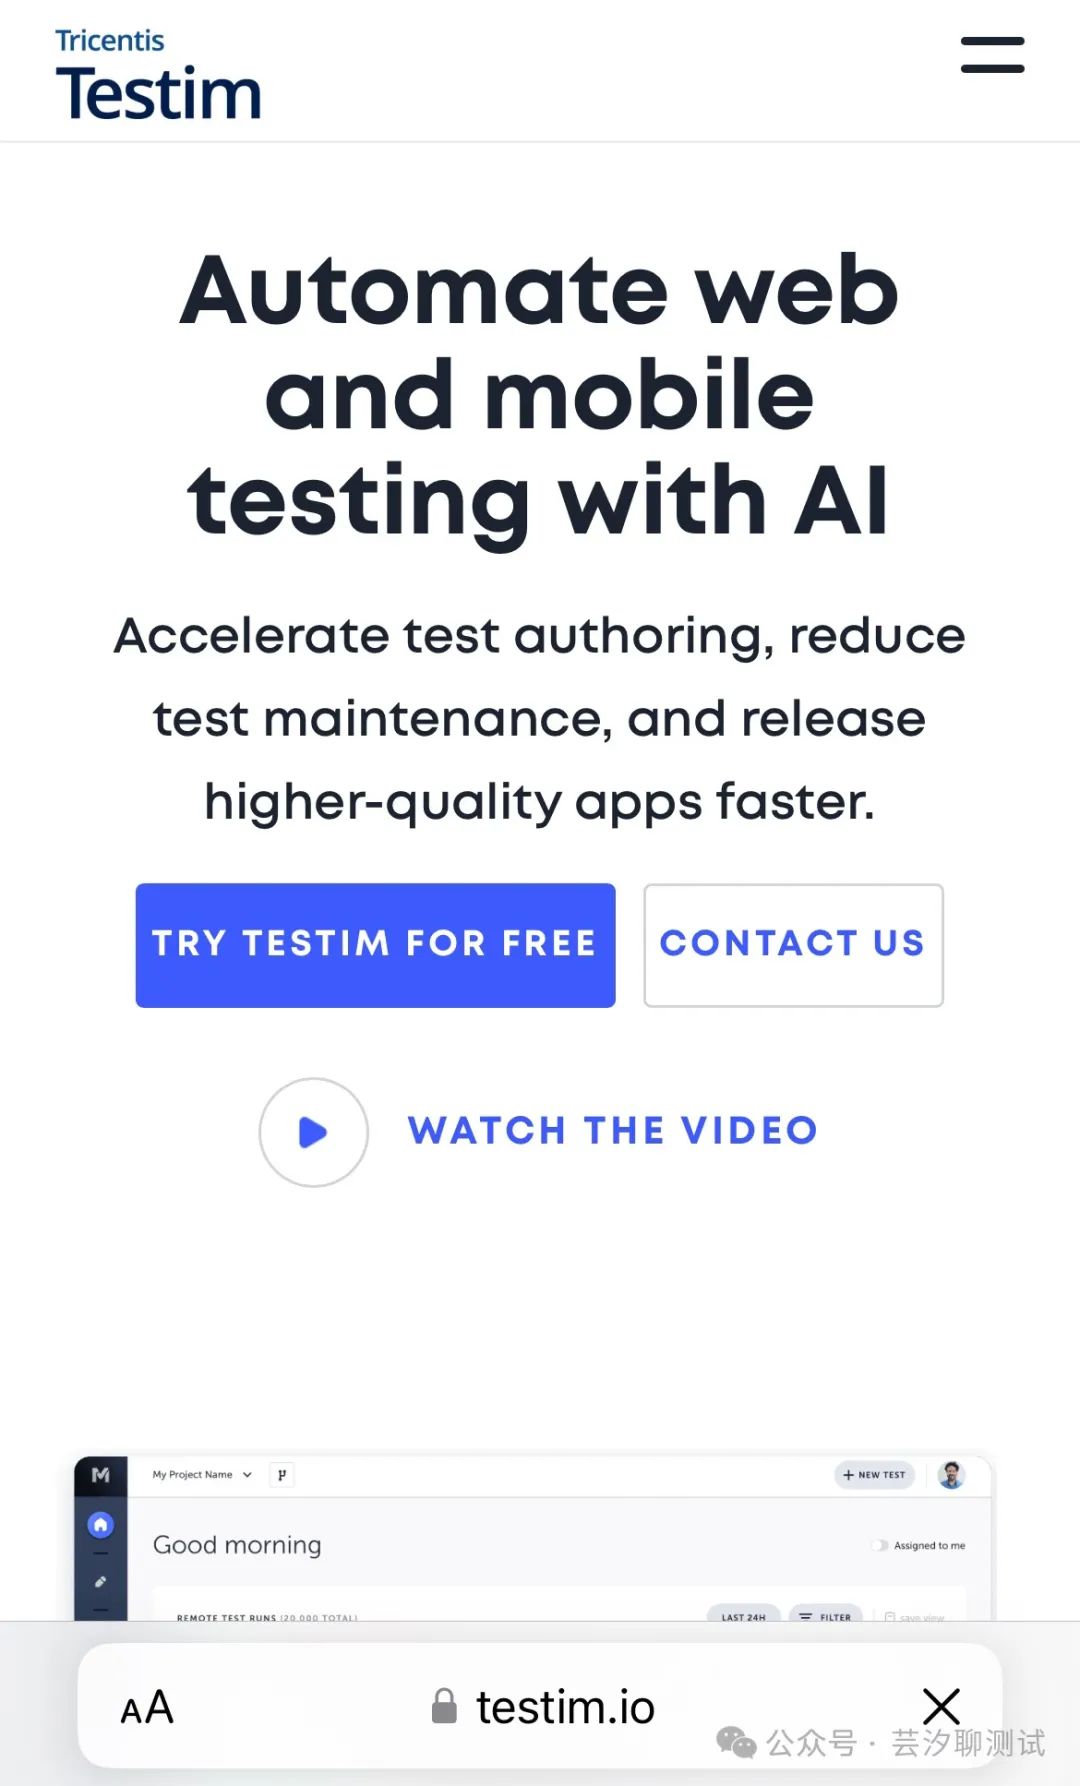 Tricentis
Testim
Automate web
and mobile
testing with AI
Accelerate test authoring, reduce
test maintenance, and release
higher-quality apps faster.
TRY TESTIM FOR FREE
CONTACT US
WATCH THE VIDEO
M
My Project Name
+ NEW TEST
Good morning
Assigned to me
REMOTE TEST RUNS (20,000 TOTAL)
LAST 24H
FILTER
save view
AA
testim.io
公众号 · 芸汐聊测试